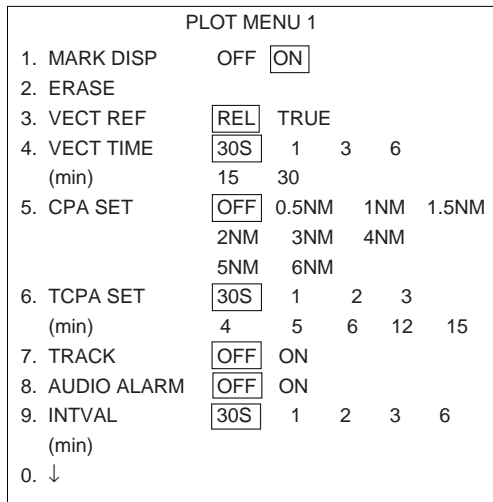 PLOT MENU 1
1. MARK DISP OFF ON
2. ERASE
3. VECT REF REL TRUE
4. VECT TIME 30S 1 3 6
(min) 15 30
5. CPA SET OFF 0.5NM 1NM 1.5NM
2NM 3NM 4NM
5NM 6NM
6. TCPA SET 30S 1 2 3
(min) 4 5 6 12 15
7. TRACK OFF ON
8. AUDIO ALARM OFF ON
9. INTVAL 30S 1 2 3 6
(min)
0. ↓